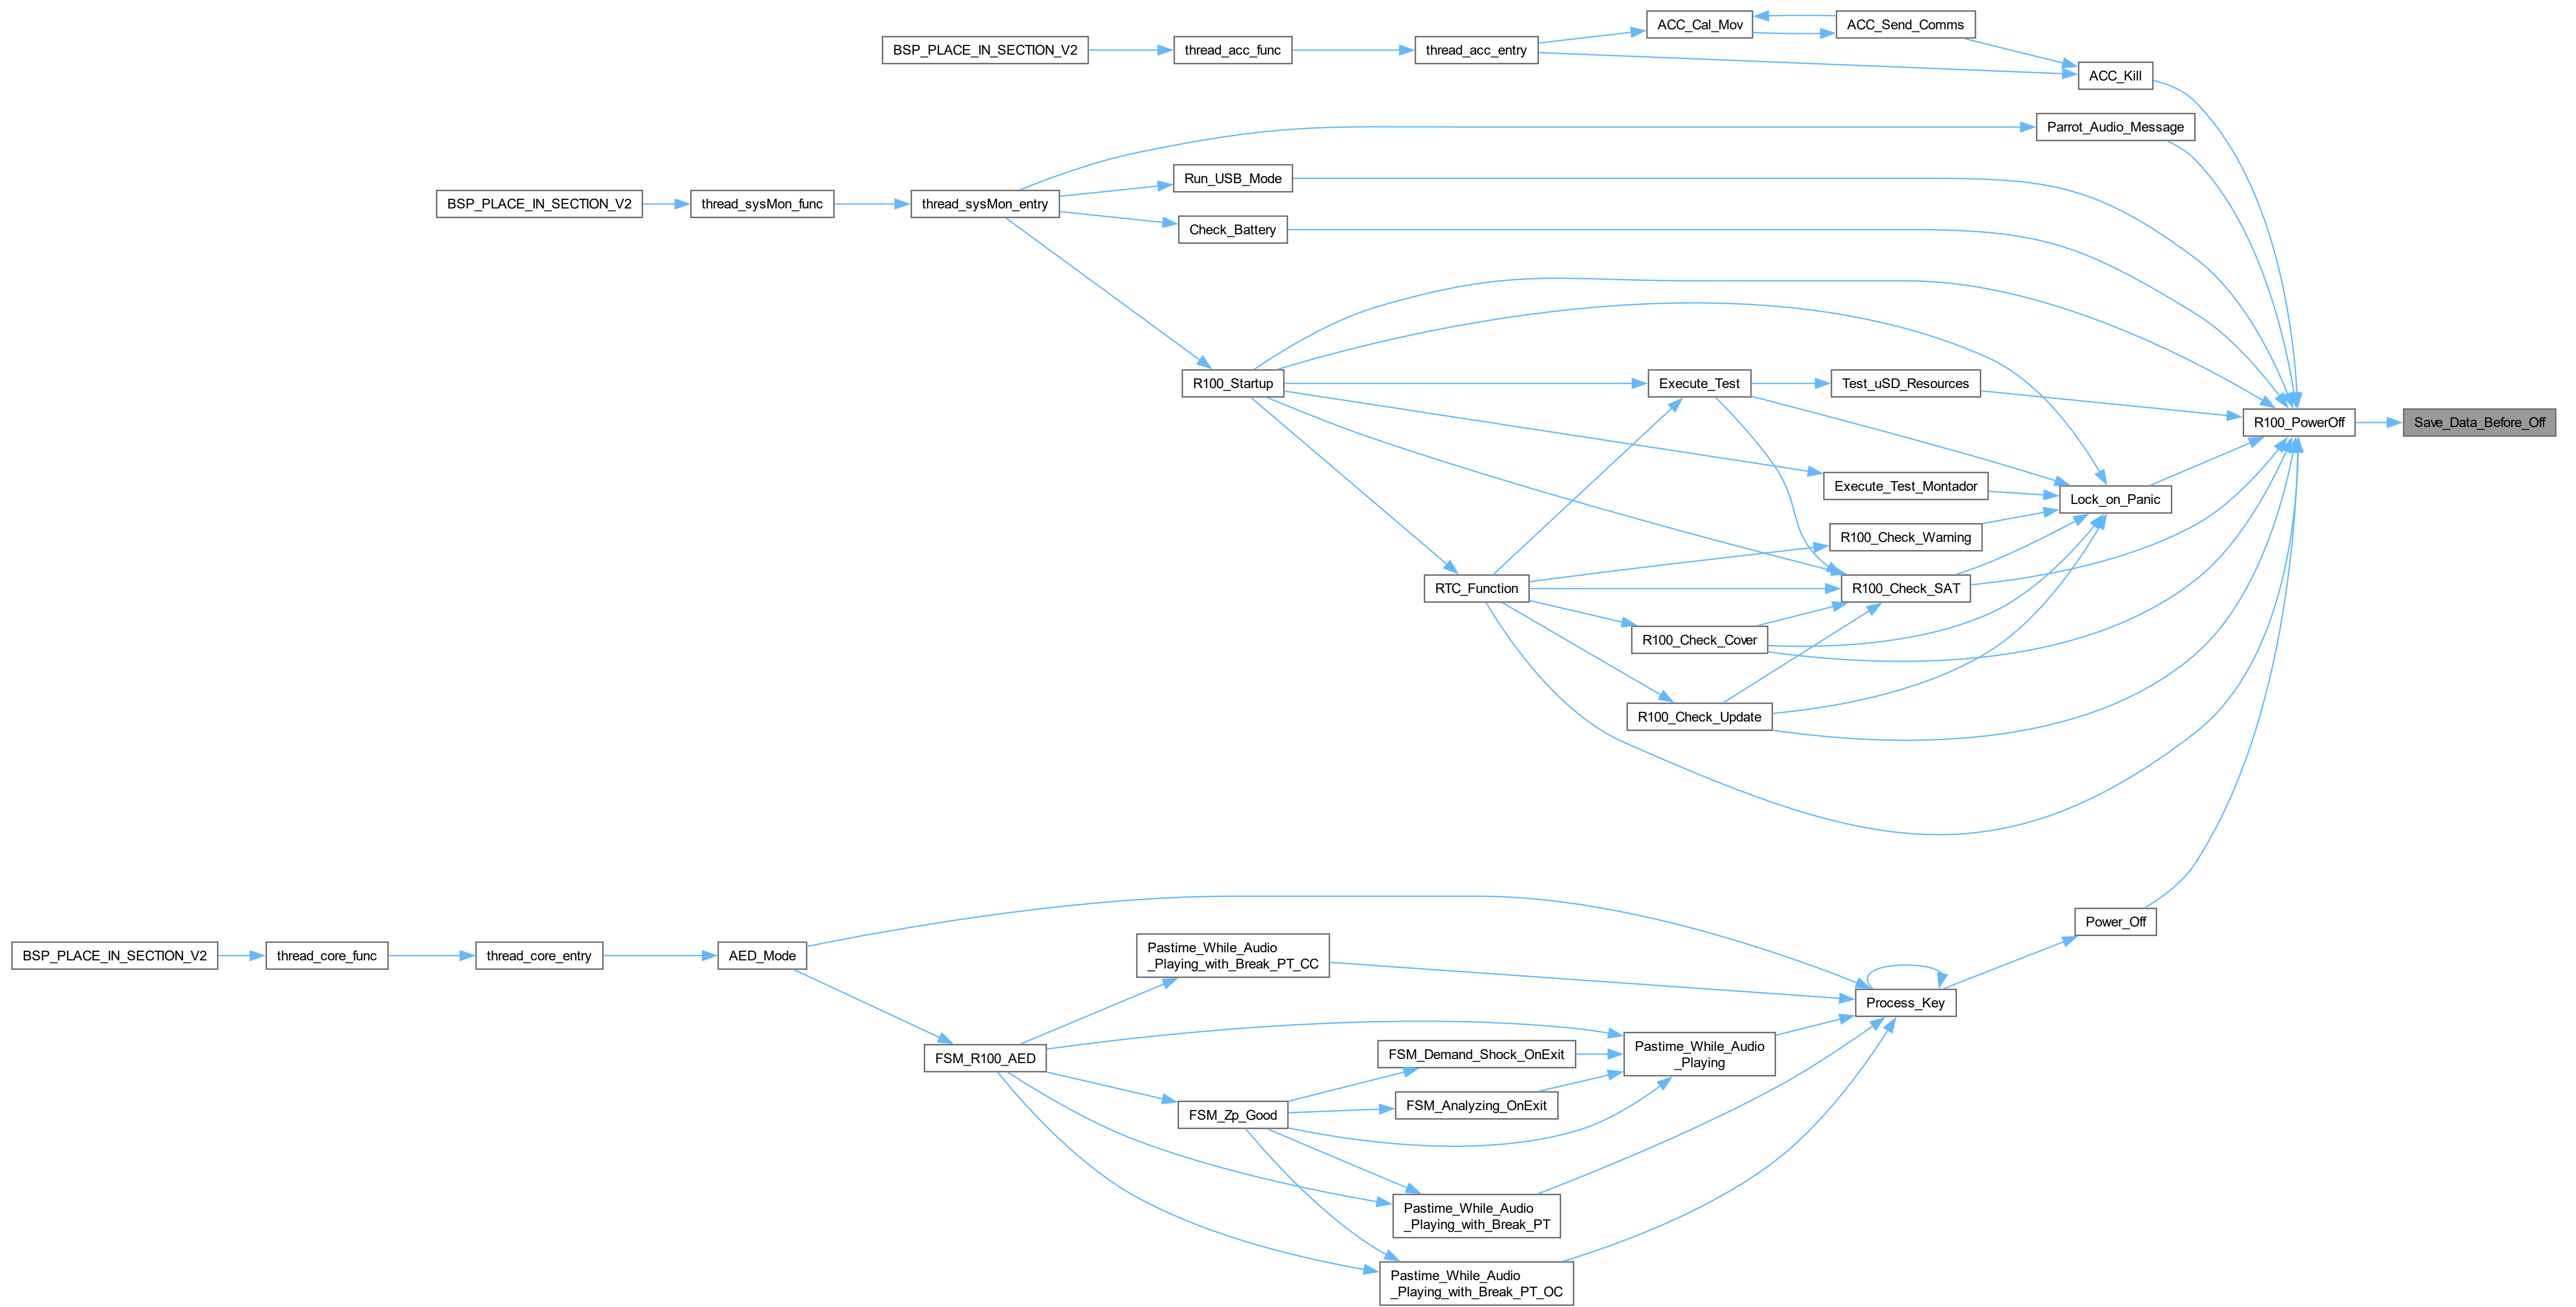 ACC_Cal_Mov
ACC_Send_Comms
BSP_PLACE_IN_SECTION_V2
thread_acc_func
thread_acc_entry
ACC_Kill
Parrot_Audio_Message
Run_USB_Mode
BSP_PLACE_IN_SECTION_V2
thread_sysMon_func
thread_sysMon_entry
Check_Battery
R100_Startup
Execute_Test
Test_uSD_Resources
R100_PowerOff
Save_Data_Before_Off
Execute_Test_Montador
Lock_on_Panic
R100_Check_Warning
RTC_Function
R100_Check_SAT
R100_Check_Cover
R100_Check_Update
Power_Off
BSP_PLACE_IN_SECTION_V2
thread_core_func
thread_core_entry
AED_Mode
Pastime_While_Audio
_Playing_with_Break_PT_CC
Process_Key
FSM_R100_AED
FSM_Demand_Shock_OnExit
Pastime_While_Audio
_Playing
FSM_Zp_Good
FSM_Analyzing_OnExit
Pastime_While_Audio
_Playing_with_Break_PT
Pastime_While_Audio
_Playing_with_Break_PT_OC